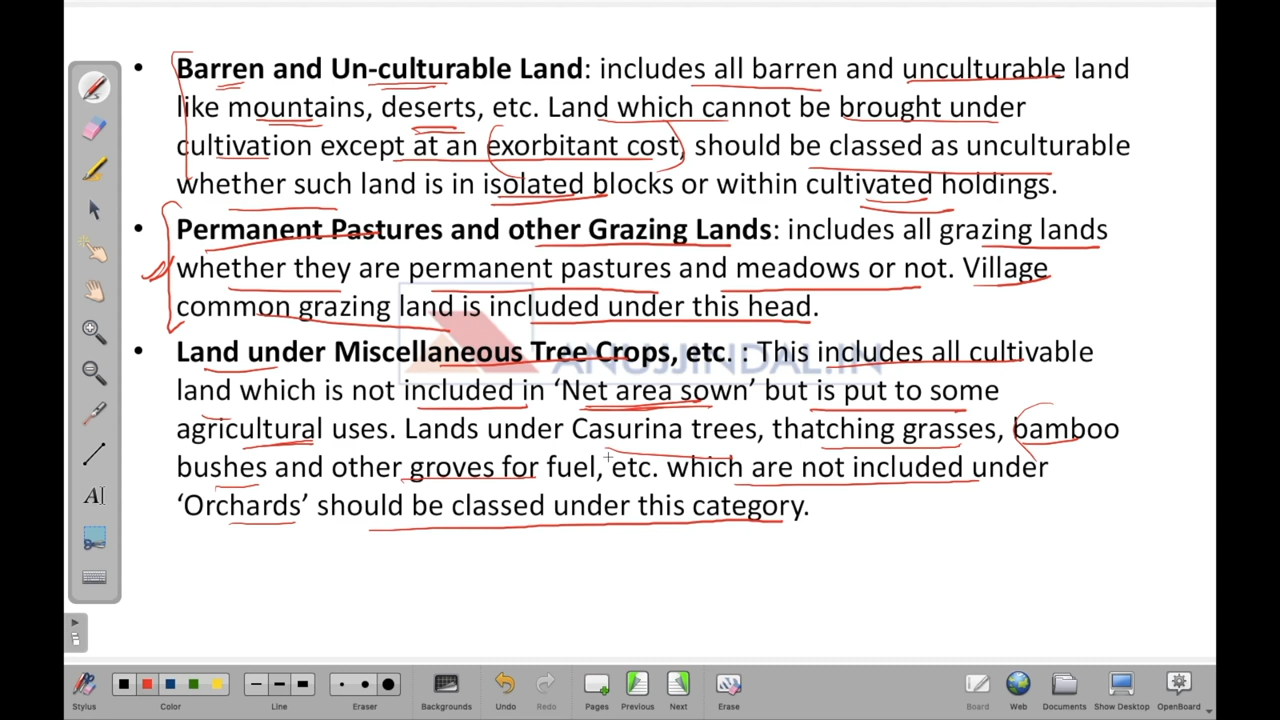 • Barren and Un-culturable Land: includes all barren and unculturable land
like mountains, deserts, etc. Land which cannot be brought under
cultivation except at an exorbitant cost, should be classed as unculturable
whether such land is in isolated blocks or within cultivated holdings.
• Permanent Pastures and other Grazing Lands: includes all grazing lands
whether they are permanent pastures and meadows or not. Village
common grazing land is included under this head.
• Land under Miscellaneous Tree Crops, etc. : This includes all cultivable
land which is not included in ‘Net area sown’ but is put to some
agricultural uses. Lands under Casurina trees, thatching grasses, bamboo
bushes and other groves for fuel, etc. which are not included under
‘Orchards’ should be classed under this category.
ANUJJINDAL.IN
A
Stylus Color Line Eraser Backgrounds Undo Redo Pages Previous Next Erase Board Web Documents Show Desktop OpenBoard